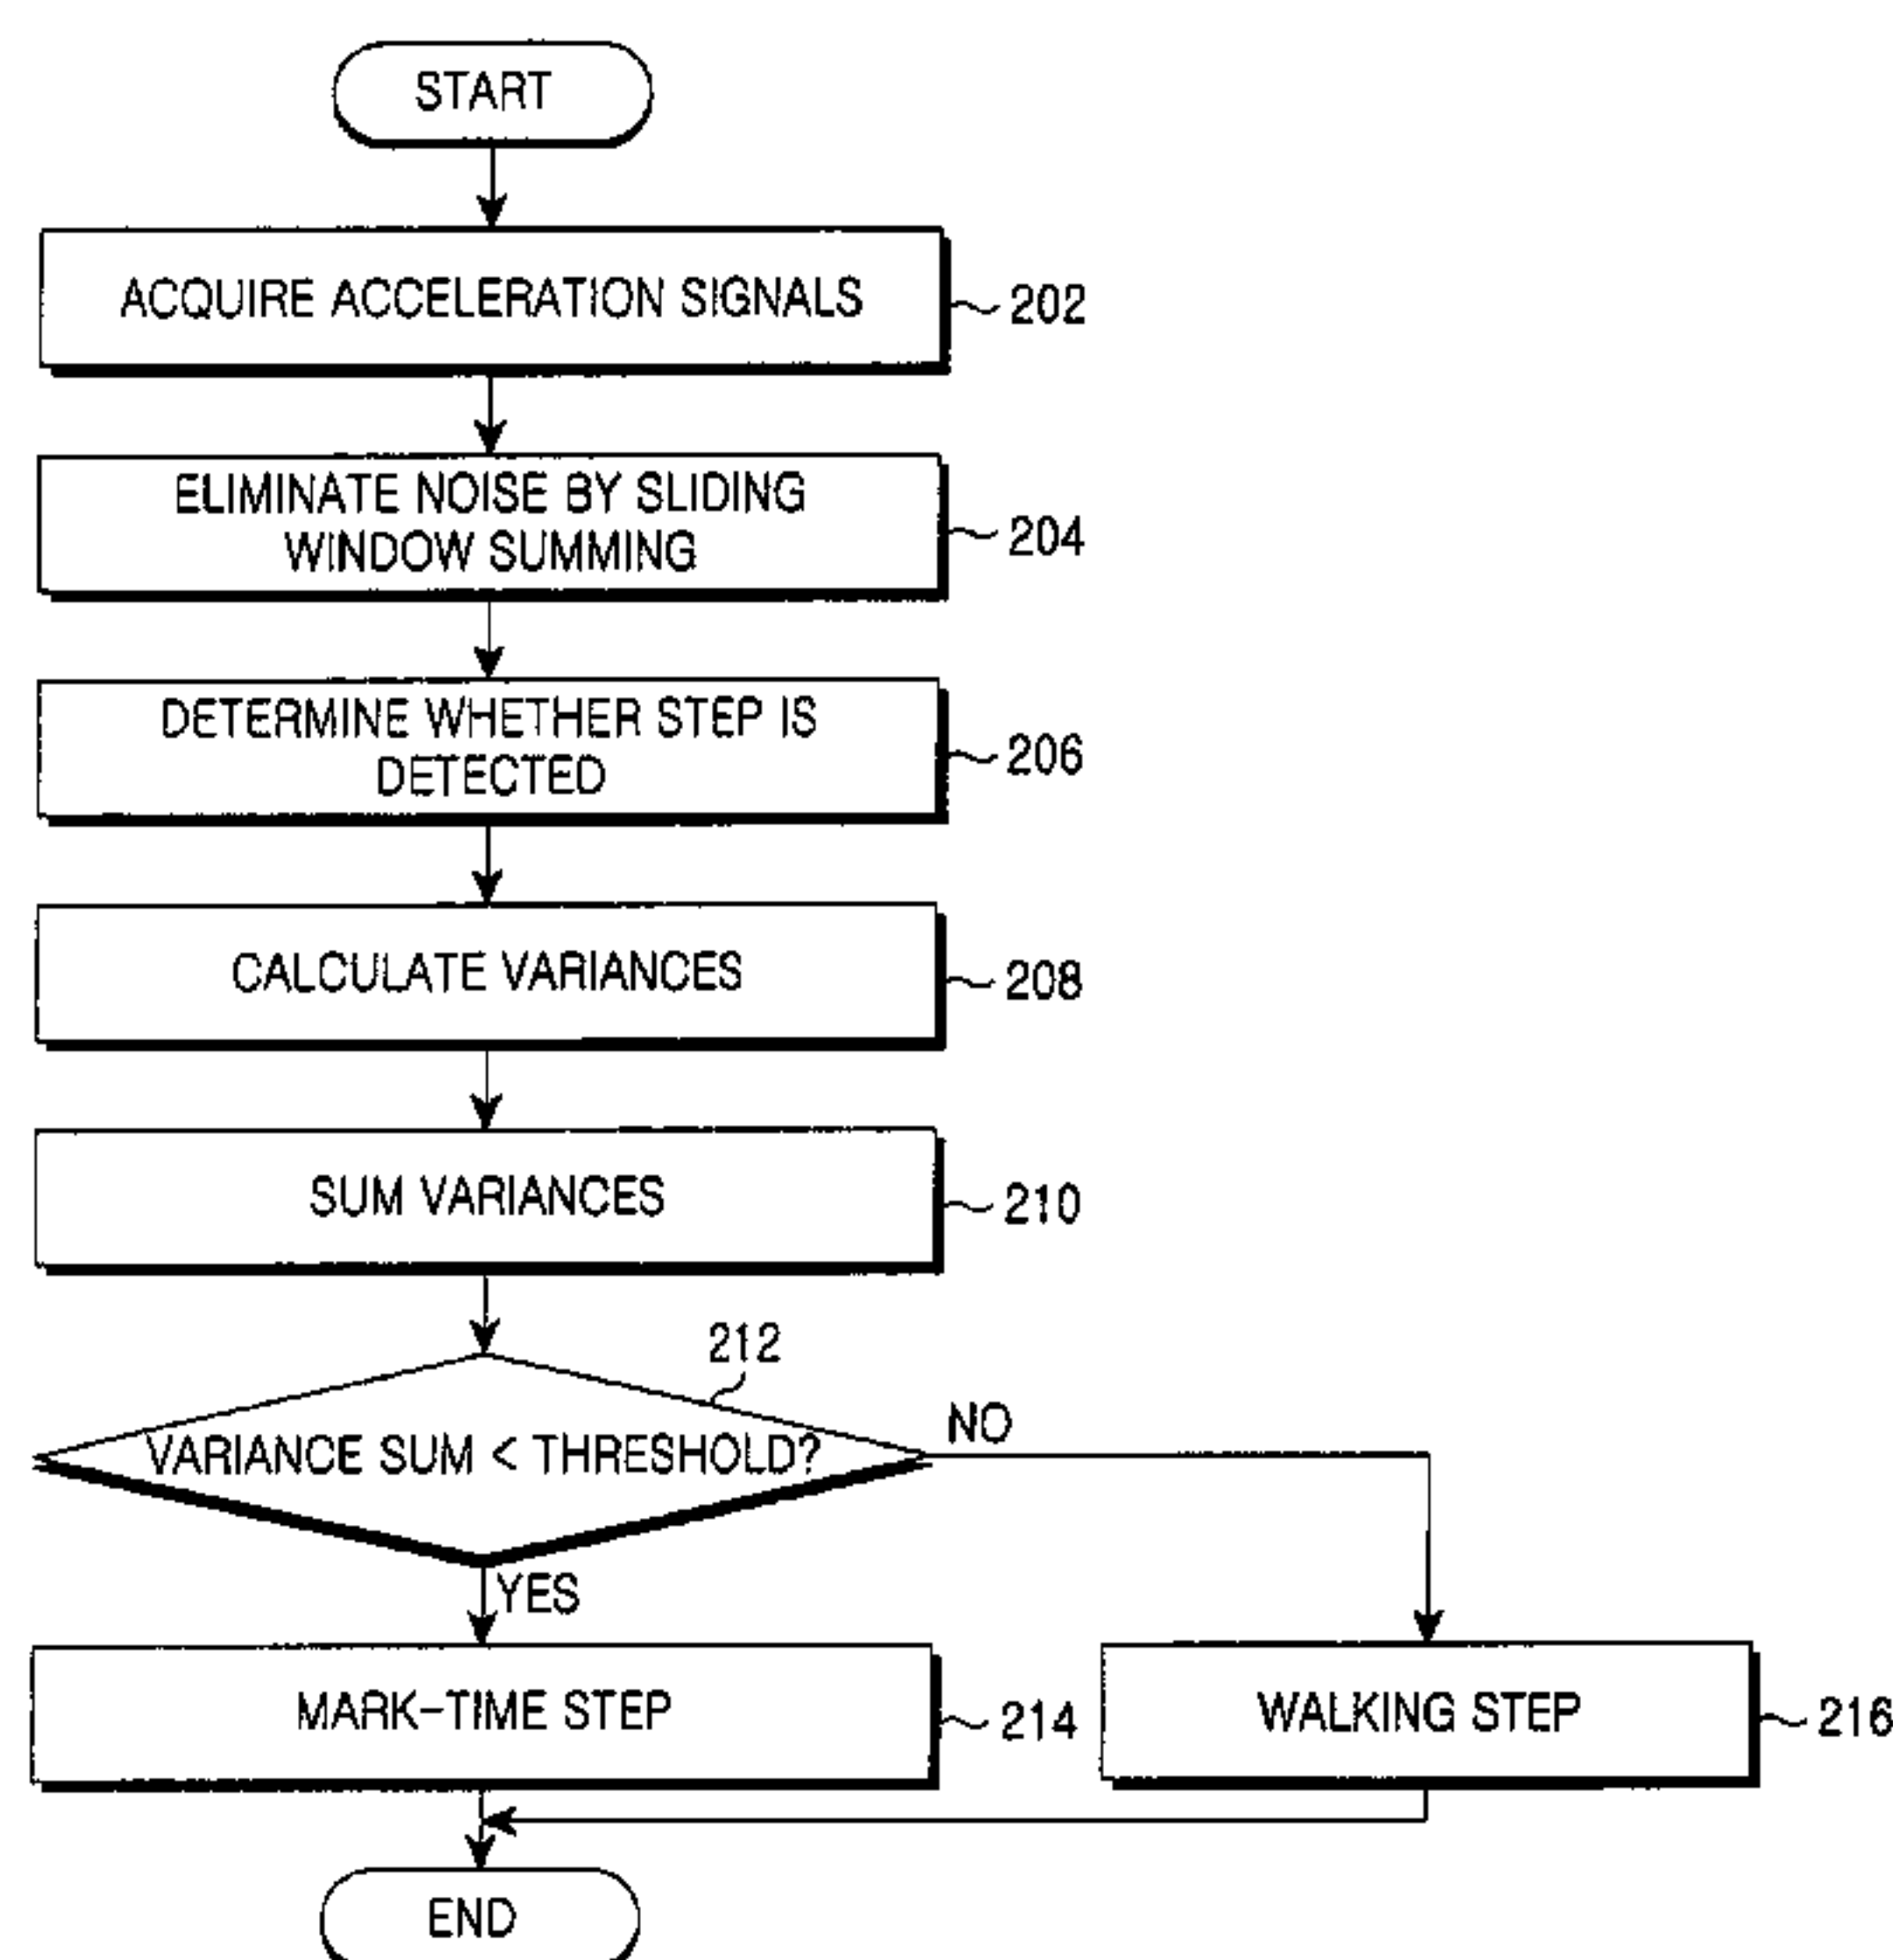 START
ACQUIRE ACCELERATION SIGNALS
202
ELIMINATE NOISE BY SLIDING
WINDOW SUMMING
204
DETERMINE WHETHER STEP IS
DETECTED
206
CALCULATE VARIANCES
208
SUM VARIANCES
210
212
VARIANCE SUM < THRESHOLD?
NO
YES
MARK-TIME STEP
214
WALKING STEP
216
END